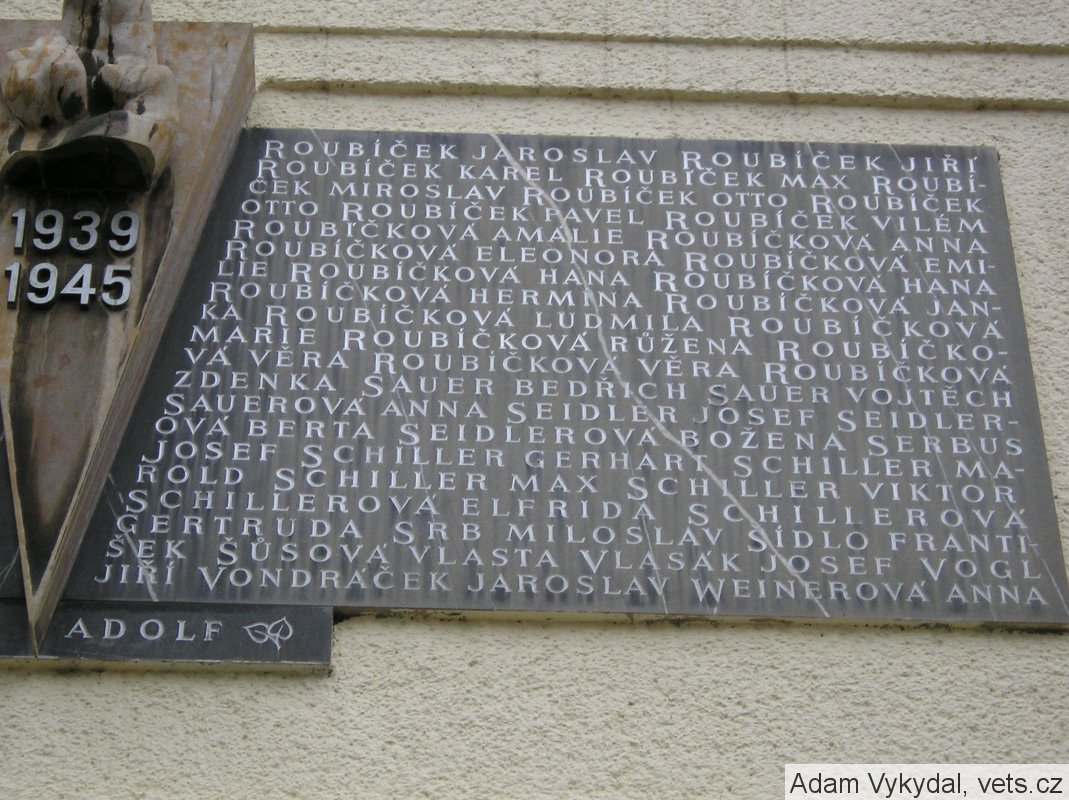 1939
1945
ROUBÍČEK JAROSLAV ROUBÍČEK JIŘÍ
ROUBÍČEK KAREL ROUBÍČEK MAX ROUBÍ-
ČEK MIROSLAV ROUBÍČEK OTTO ROUBÍČEK
OTTO ROUBÍČEK PAVEL ROUBÍČEK VILÉM
ROUBÍČKOVÁ AMALIE ROUBÍČKOVÁ ANNA
ROUBÍČKOVÁ ELEONORA ROUBÍČKOVÁ EMI-
LIE ROUBÍČKOVÁ HANA ROUBÍČKOVÁ HANA
ROUBÍČKOVÁ HERMINA ROUBÍČKOVÁ JAN-
KA ROUBÍČKOVÁ LUDMILA ROUBÍČKOVÁ
MARIE ROUBÍČKOVÁ RŮŽENA ROUBÍČKO-
VÁ VĚRA ROUBÍČKOVÁ VĚRA ROUBÍČKOVÁ
ZDENKA SAUER BEDŘICH SAUER VOJTĚCH
SAUEROVÁ ANNA SEIDLER JOSEF SEIDLER-
OVÁ BERTA SEIDLEROVÁ BOŽENA SERBUS
JOSEF SCHILLER GERHART SCHILLER MA-
ROLD SCHILLER MAX SCHILLER VIKTOR
SCHILLEROVÁ ELFRIDA SCHILLEROVÁ
GERTRUDA SRB MILOSLAV SÍDLO FRANTI-
ŠEK ŠŮSOVÁ VLASTA VLASÁK JOSEF VOGL
JIŘÍ VONDRÁČEK JAROSLAV WEINEROVÁ ANNA
ADOLF
Adam Vykydal, vets.cz